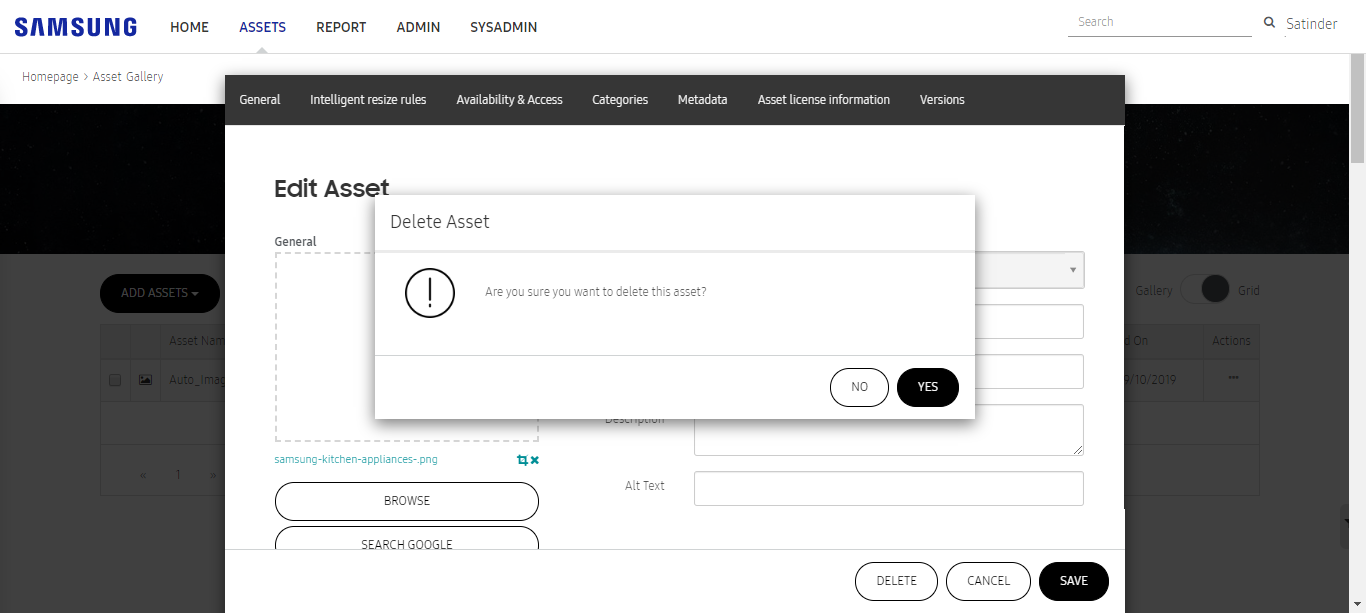 SAMSUNG HOME ASSETS REPORT ADMIN SYSADMIN Search Satinder
Homepage > Asset Gallery
General Intelligent resize rules Availability & Access Categories Metadata Asset license information Versions
Edit Asset
Delete Asset
General
Are you sure you want to delete this asset?
ADD ASSETS
Gallery Grid
Asset Nam
d On Actions
Auto_Imag
9/10/2019 •••
NO YES
Description
samsung-kitchen-appliances-.png
« 1 »
Alt Text
BROWSE
SEARCH GOOGLE
DELETE CANCEL SAVE